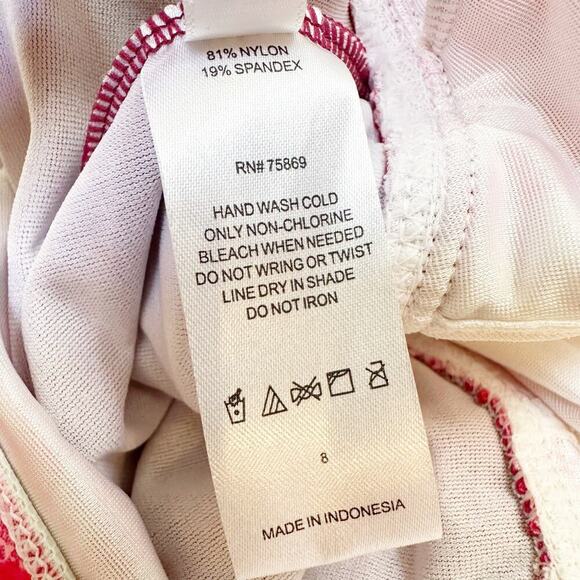 81% NYLON
19% SPANDEX
RN# 75869
HAND WASH COLD
ONLY NON-CHLORINE
BLEACH WHEN NEEDED
DO NOT WRING OR TWIST
LINE DRY IN SHADE
DO NOT IRON
8
MADE IN INDONESIA